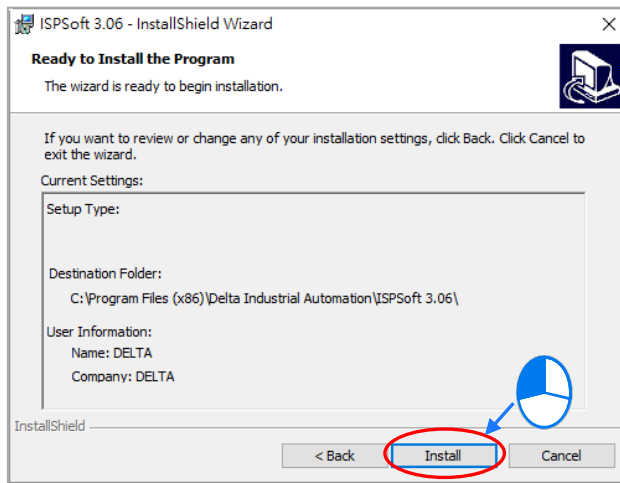 ISPSoft 3.06 - InstallShield Wizard
Ready to Install the Program
The wizard is ready to begin installation.
If you want to review or change any of your installation settings, click Back. Click Cancel to
exit the wizard.
Current Settings:
Setup Type:
Destination Folder:
C:\Program Files (x86)\Delta Industrial Automation\ISPSoft 3.06\
User Information:
Name: DELTA
Company: DELTA
InstallShield
< Back
Install
Cancel